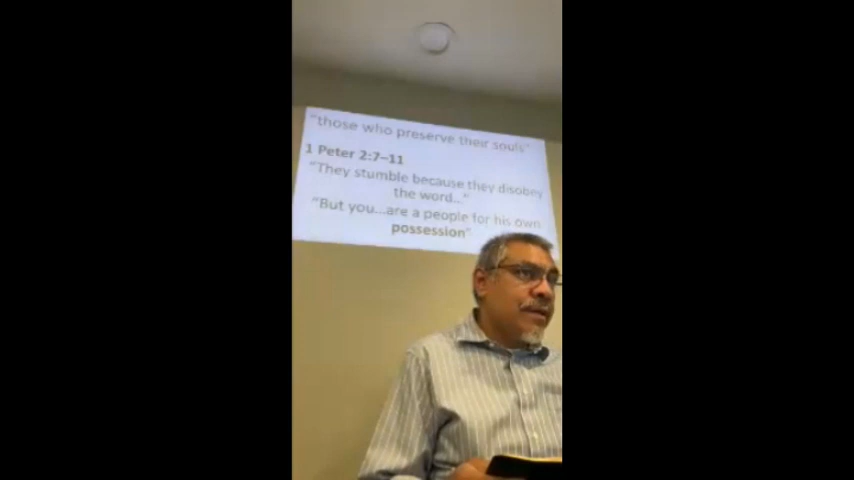 "those who preserve their souls"
1 Peter 2:7–11
"They stumble because they disobey
the word..."
"But you...are a people for his own
possession"